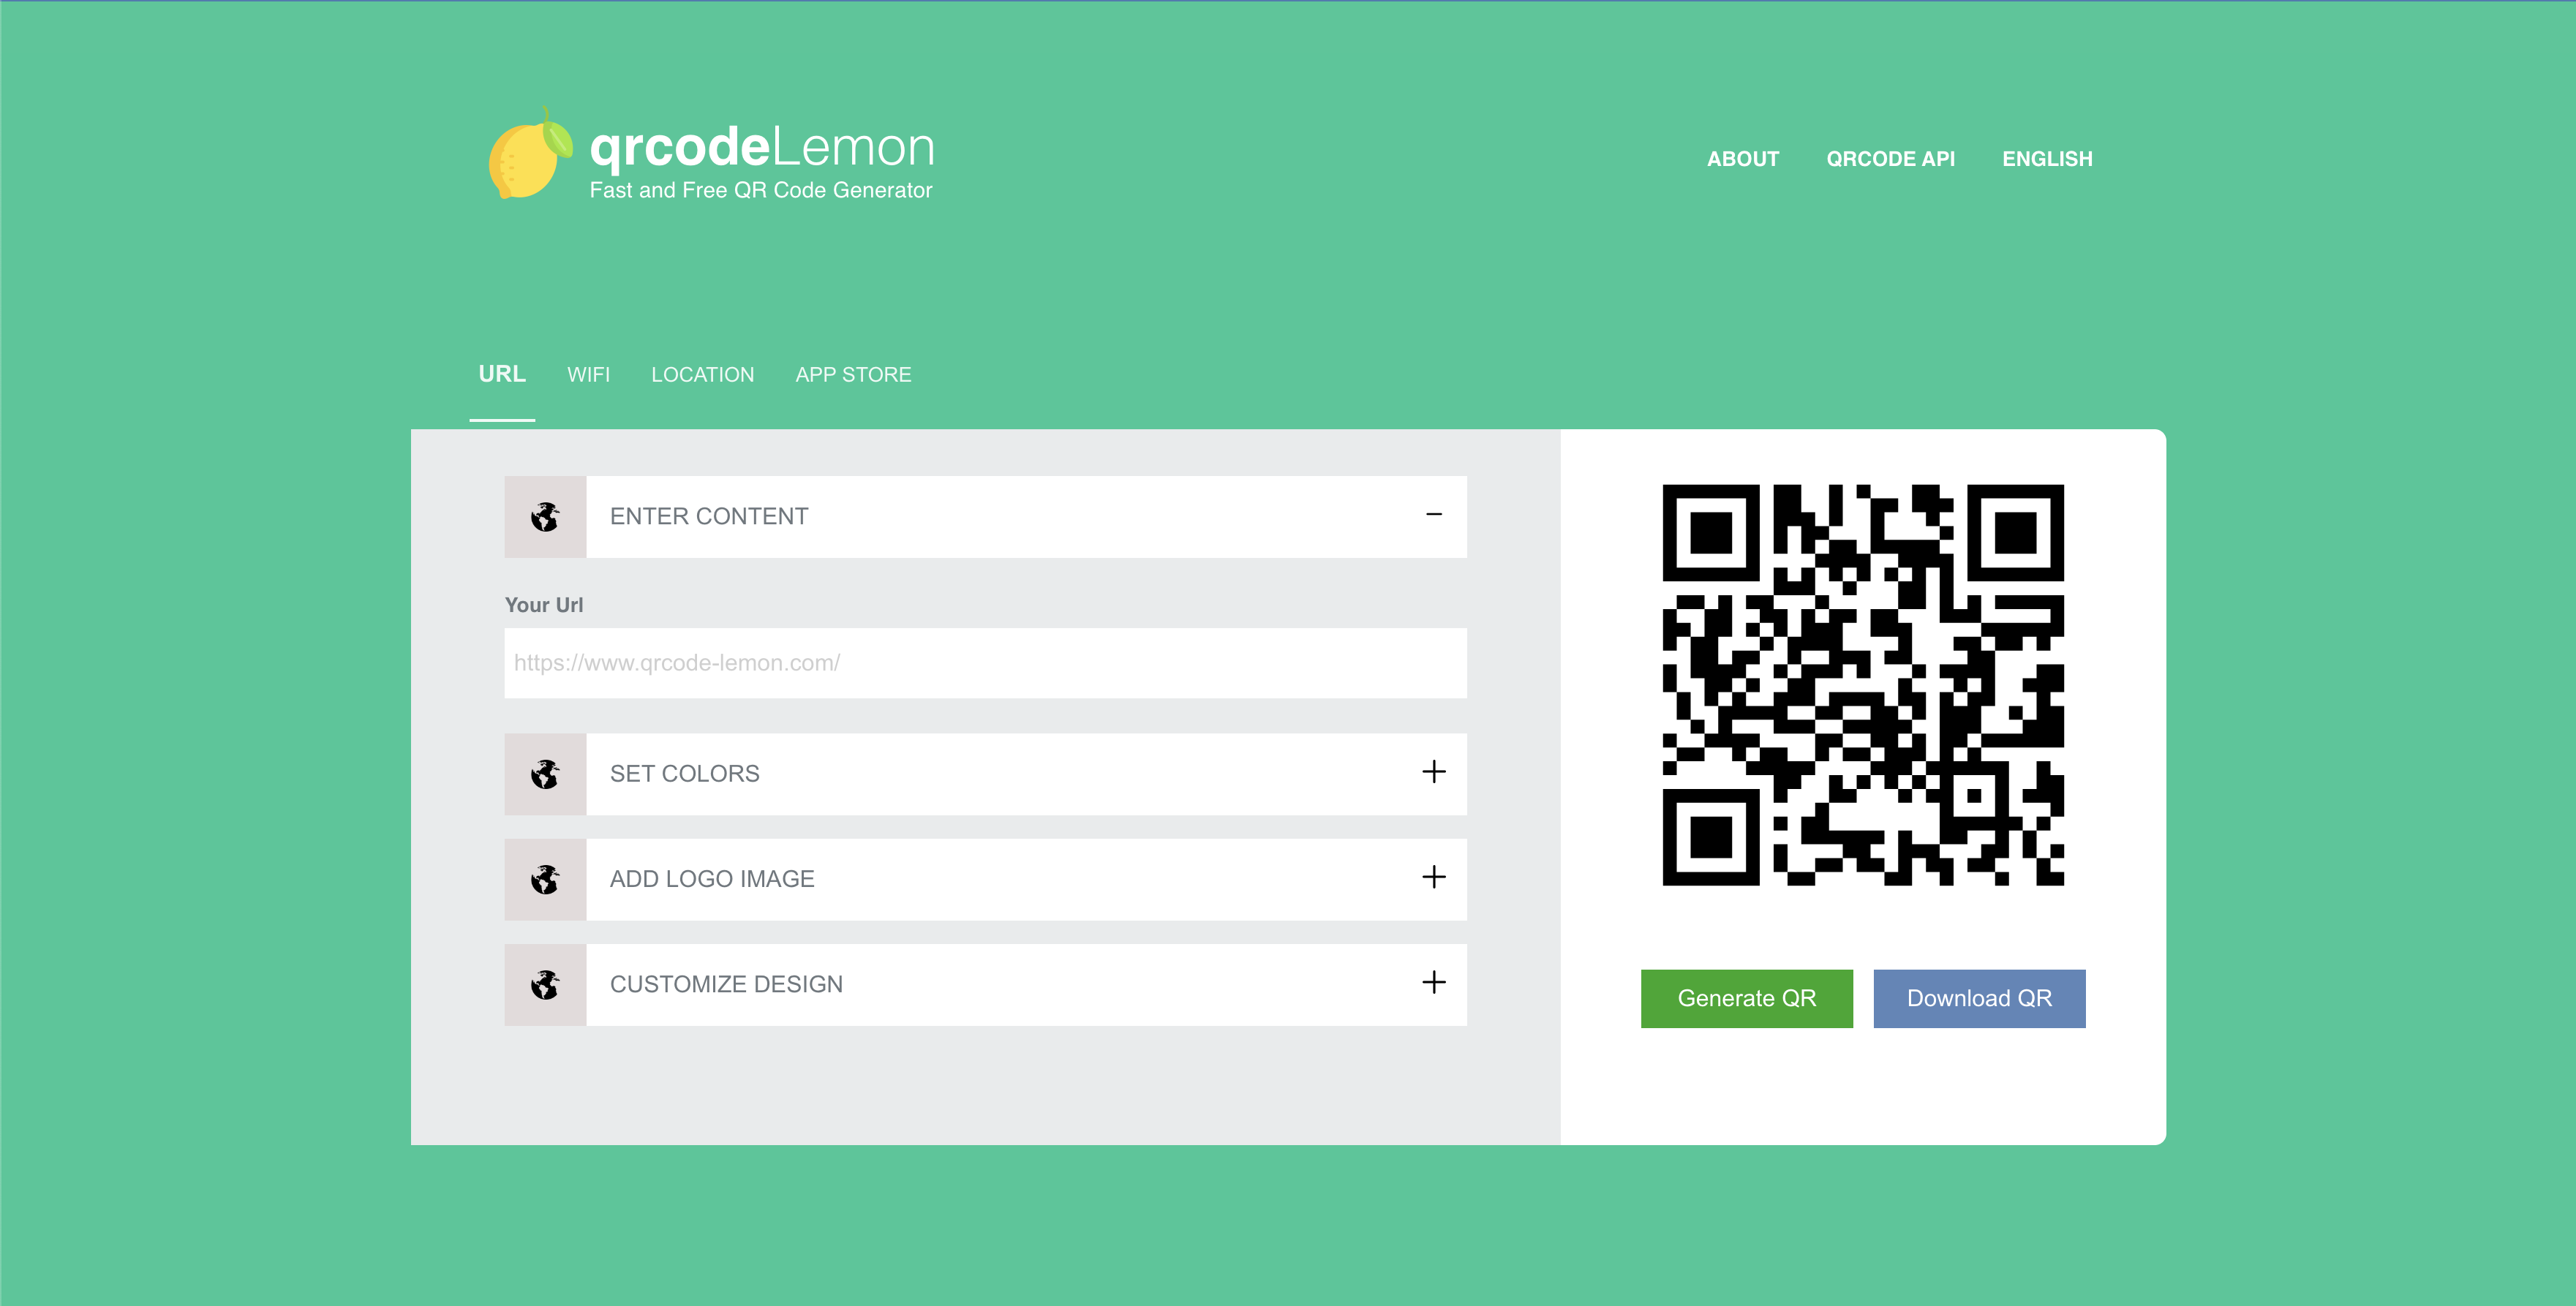 qrcodeLemon
Fast and Free QR Code Generator
ABOUT QRCODE API ENGLISH
URL WIFI LOCATION APP STORE
ENTER CONTENT
Your Url
https://www.qrcode-lemon.com/
SET COLORS
ADD LOGO IMAGE
CUSTOMIZE DESIGN
Generate QR Download QR